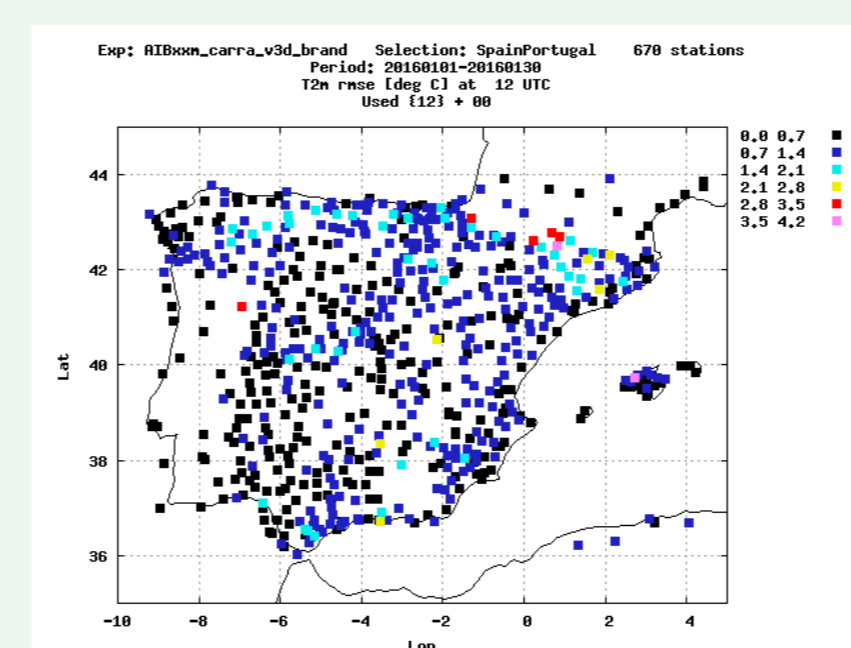 Exp: AIBxxm_carra_v3d_brand Selection: SpainPortugal 670 stations
Period: 20160101-20160130
T2m rmse [deg C] at 12 UTC
Used {12} + 00
0.0 0.7
0.7 1.4
1.4 2.1
2.1 2.8
2.8 3.5
3.5 4.2
44
42
40
38
36
Lat
-10 -8 -6 -4 -2 0 2 4
Lon